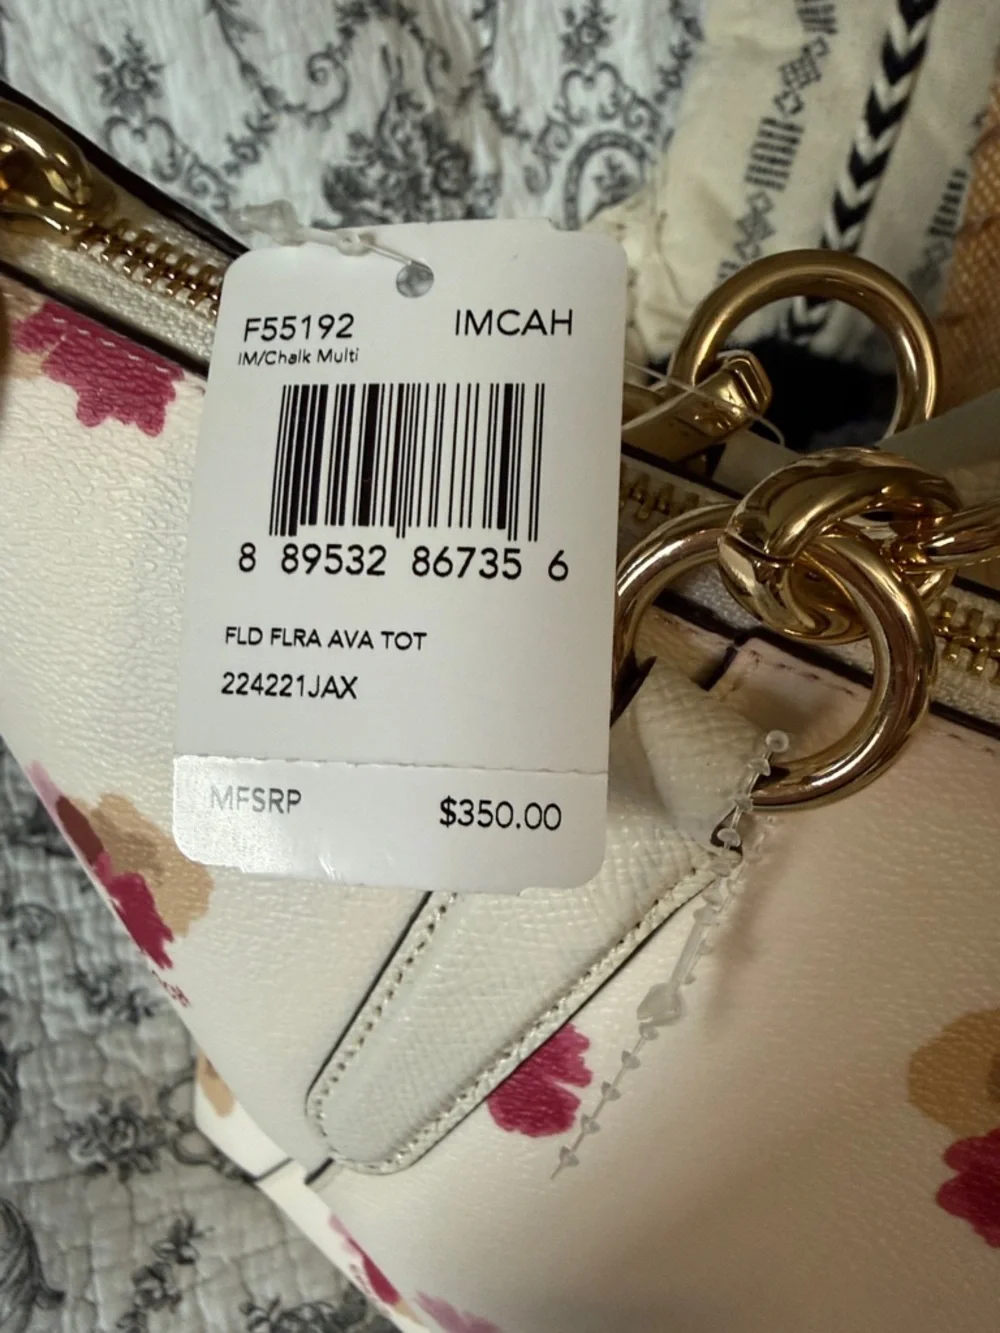 F55192 IMCAH
IM/Chalk Multi
8 89532 86735 6
FLD FLRA AVA TOT
224221JAX
MFSRP $350.00